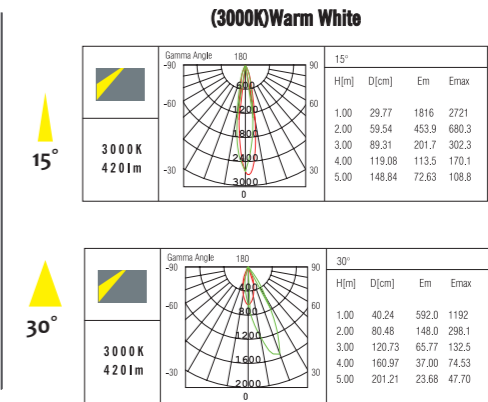 (3000K)Warm White
15°
3000K
420lm
Gamma Angle 180
-90 90
600
-60 60
1200
1800
2400
-30 30
3000
0
15°
H[m] D[cm] Em Emax
1.00 29.77 1816 2721
2.00 59.54 453.9 680.3
3.00 89.31 201.7 302.3
4.00 119.08 113.5 170.1
5.00 148.84 72.63 108.8
30°
3000K
420lm
Gamma Angle 180
-90 90
400
-60 60
800
1200
1600
-30 30
2000
0
30°
H[m] D[cm] Em Emax
1.00 40.24 592.0 1192
2.00 80.48 148.0 298.1
3.00 120.73 65.77 132.5
4.00 160.97 37.00 74.53
5.00 201.21 23.68 47.70